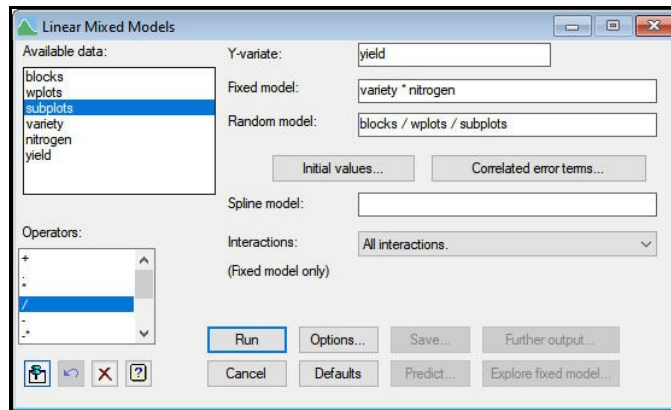 Linear Mixed Models
Available data:
blocks
wplots
subplots
variety
nitrogen
yield
Operators:
+
.
*
/
-
-*
Y-variate: yield
Fixed model: variety * nitrogen
Random model: blocks / wplots / subplots
Initial values... Correlated error terms...
Spline model:
Interactions: All interactions.
(Fixed model only)
Run Options... Save... Further output...
Cancel Defaults Predict... Explore fixed model...